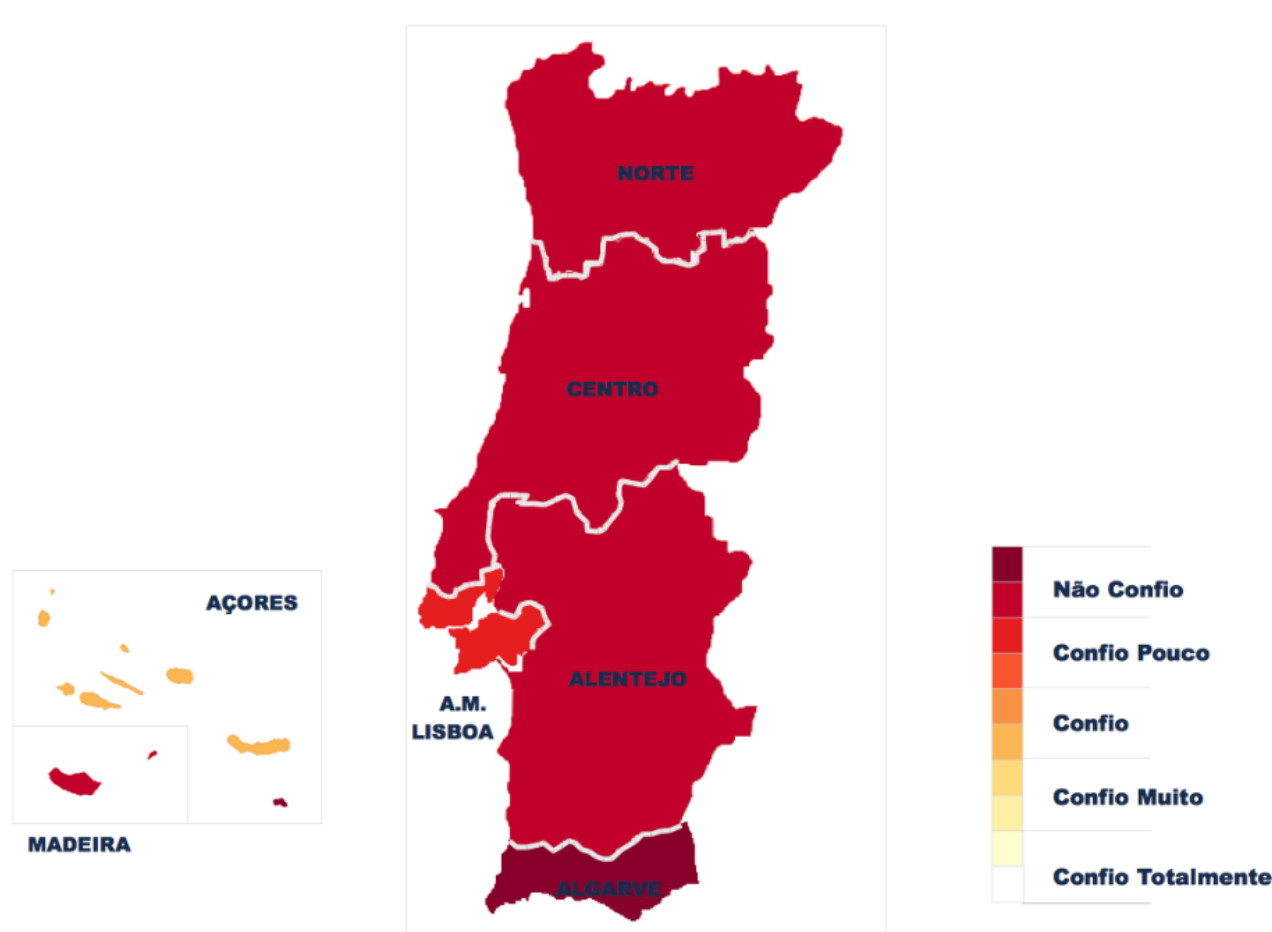 NORTE
CENTRO
AÇORES
ALENTEJO
A.M.
LISBOA
MADEIRA
ALGARVE
Não Confio
Confio Pouco
Confio
Confio Muito
Confio Totalmente